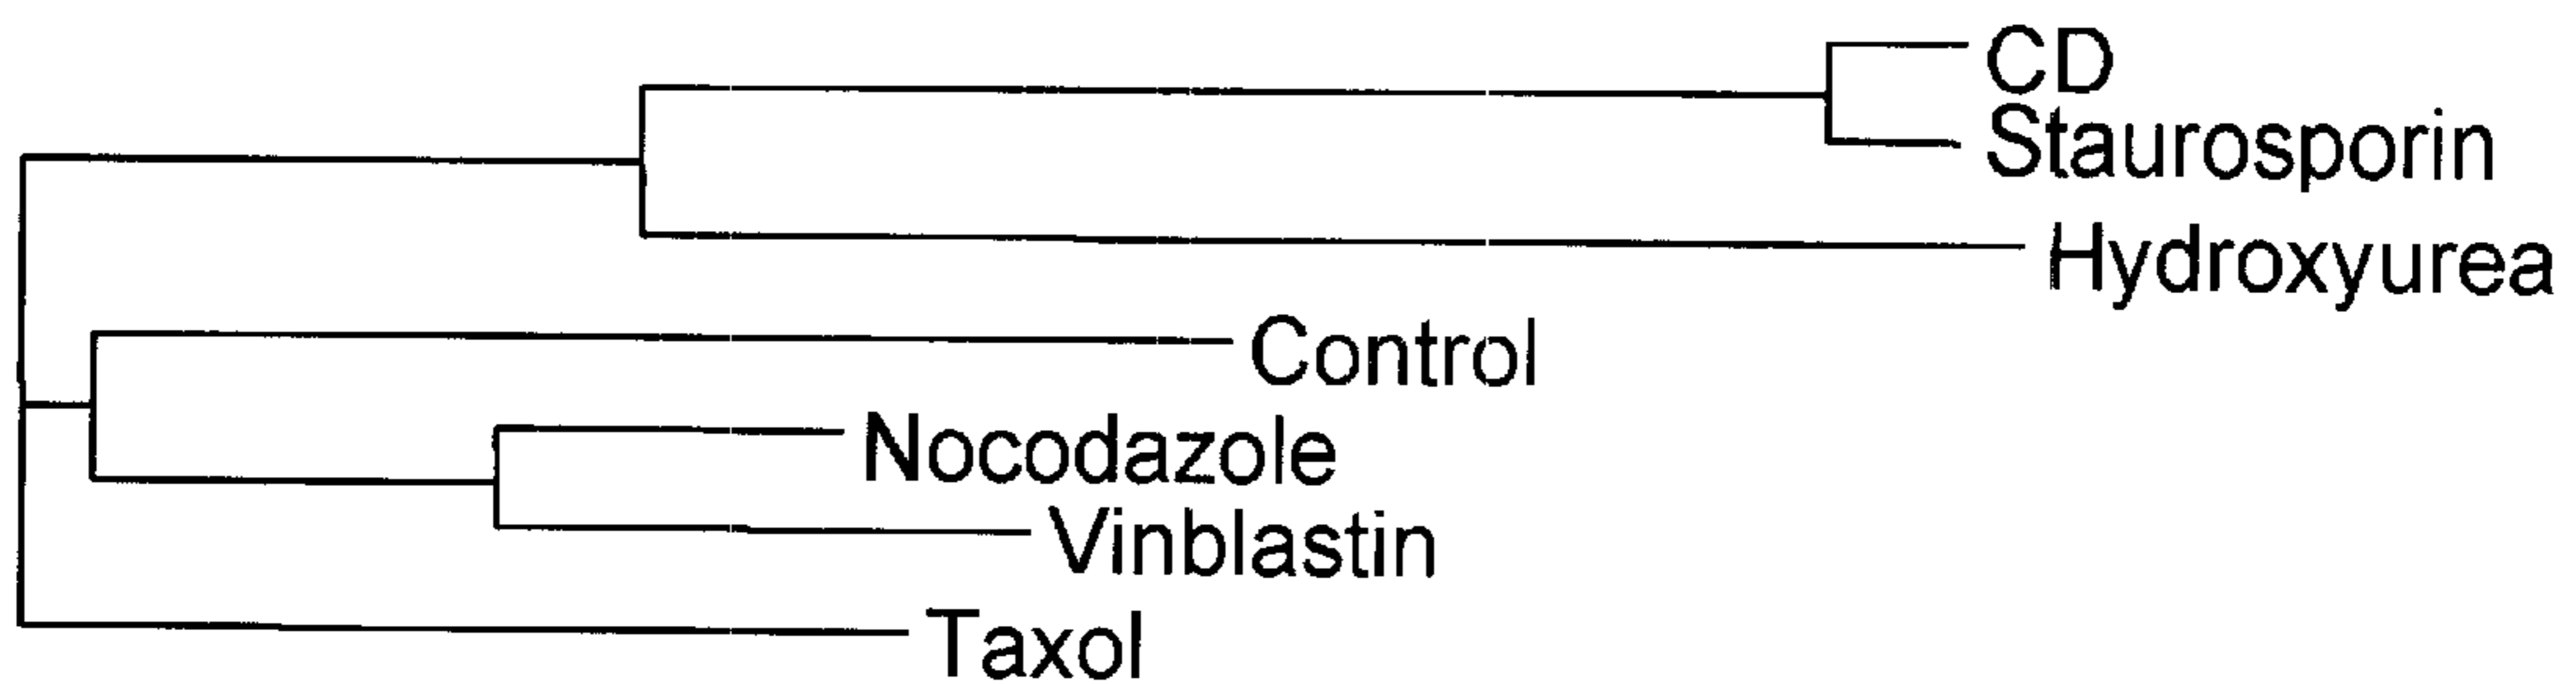 CD
Staurosporin
Hydroxyurea
Control
Nocodazole
Vinblastin
Taxol